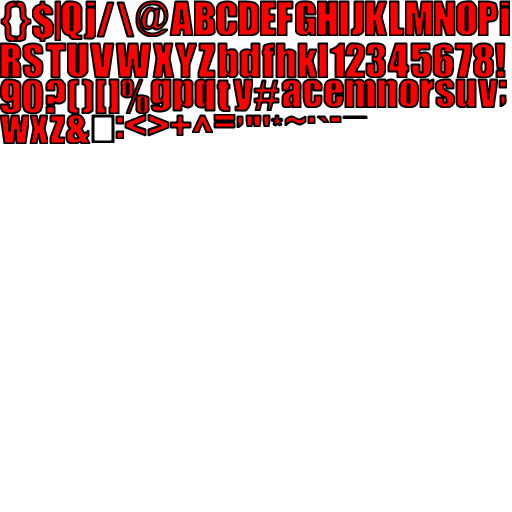 {}$|Qj/\@ABCDEFGHIJKLMNOPi
RSTUVWXYZbdfhkl12345678!
90?()[]%gpqty#acemnorsuv;
wxz&□:<>+^=,"'*~.`-_